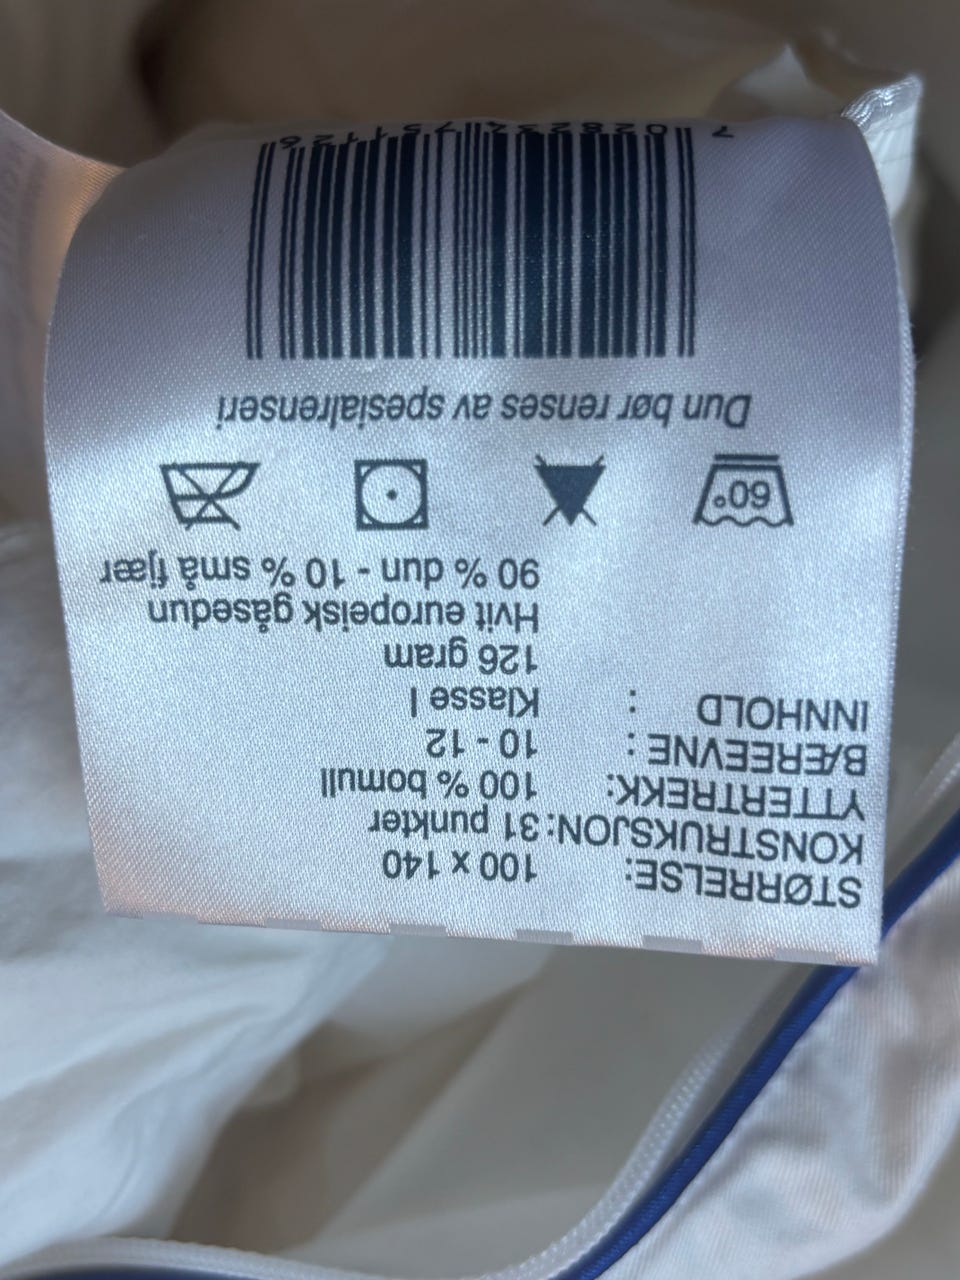 STØRRELSE: 100 x 140
KONSTRUKSJON: 31 punkter
YTTERTREKK: 100 % bomull
BÆREEVNE : 10 - 12
INNHOLD : Klasse I
126 gram
Hvit europeisk gåsedun
90 % dun - 10 % små fjær
60°
Dun bør renses av spesialrenseri